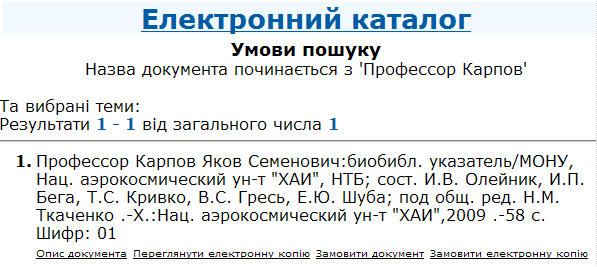 Електронний каталог
Умови пошуку
Назва документа починається з 'Профессор Карпов'
Та вибрані теми:
Результати 1 - 1 від загального числа 1
1. Профессор Карпов Яков Семенович:биобибл. указатель/МОНУ,
Нац. аэрокосмический ун-т "ХАИ", НТБ; сост. И.В. Олейник, И.П.
Бега, Т.С. Кривко, В.С. Гресь, Е.Ю. Шуба; под общ. ред. Н.М.
Ткаченко .-Х.:Нац. аэрокосмический ун-т "ХАИ",2009 .-58 с.
Шифр: 01
Опис документа Переглянути електронну копію Замовити документ Замовити електронну копію